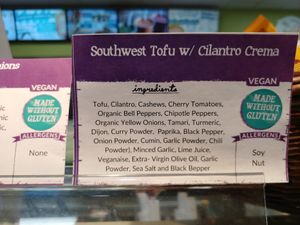 Southwest Tofu w/ Cilantro Crema
ingredients
Tofu, Cilantro, Cashews, Cherry Tomatoes,
Organic Bell Peppers, Chipotle Peppers,
Organic Yellow Onions, Tamari, Turmeric,
Dijon, Curry Powder, Paprika, Black Pepper,
Onion Powder, Cumin, Garlic Powder, Chili
Powder), Minced Garlic, Lime Juice,
Veganaise, Extra- Virgin Olive Oil, Garlic
Powder, Sea Salt and Black Bepper
VEGAN
MADE
WITHOUT
GLUTEN
ALLERGENS
Soy
Nut
VEGAN
MADE
WITHOUT
GLUTEN
ALLERGENS
None